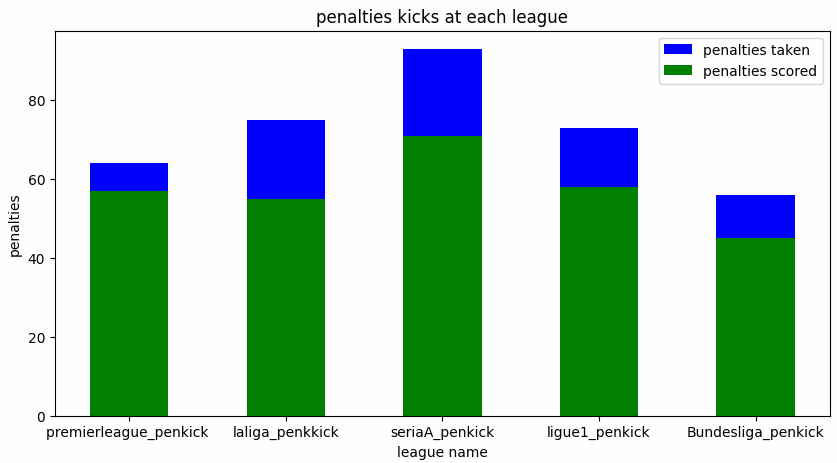 penalties kicks at each league
penalties taken
penalties scored
penalties
80
60
40
20
0
premierleague_penkick
laliga_penkkick
seriaA_penkick
ligue1_penkick
Bundesliga_penkick
league name